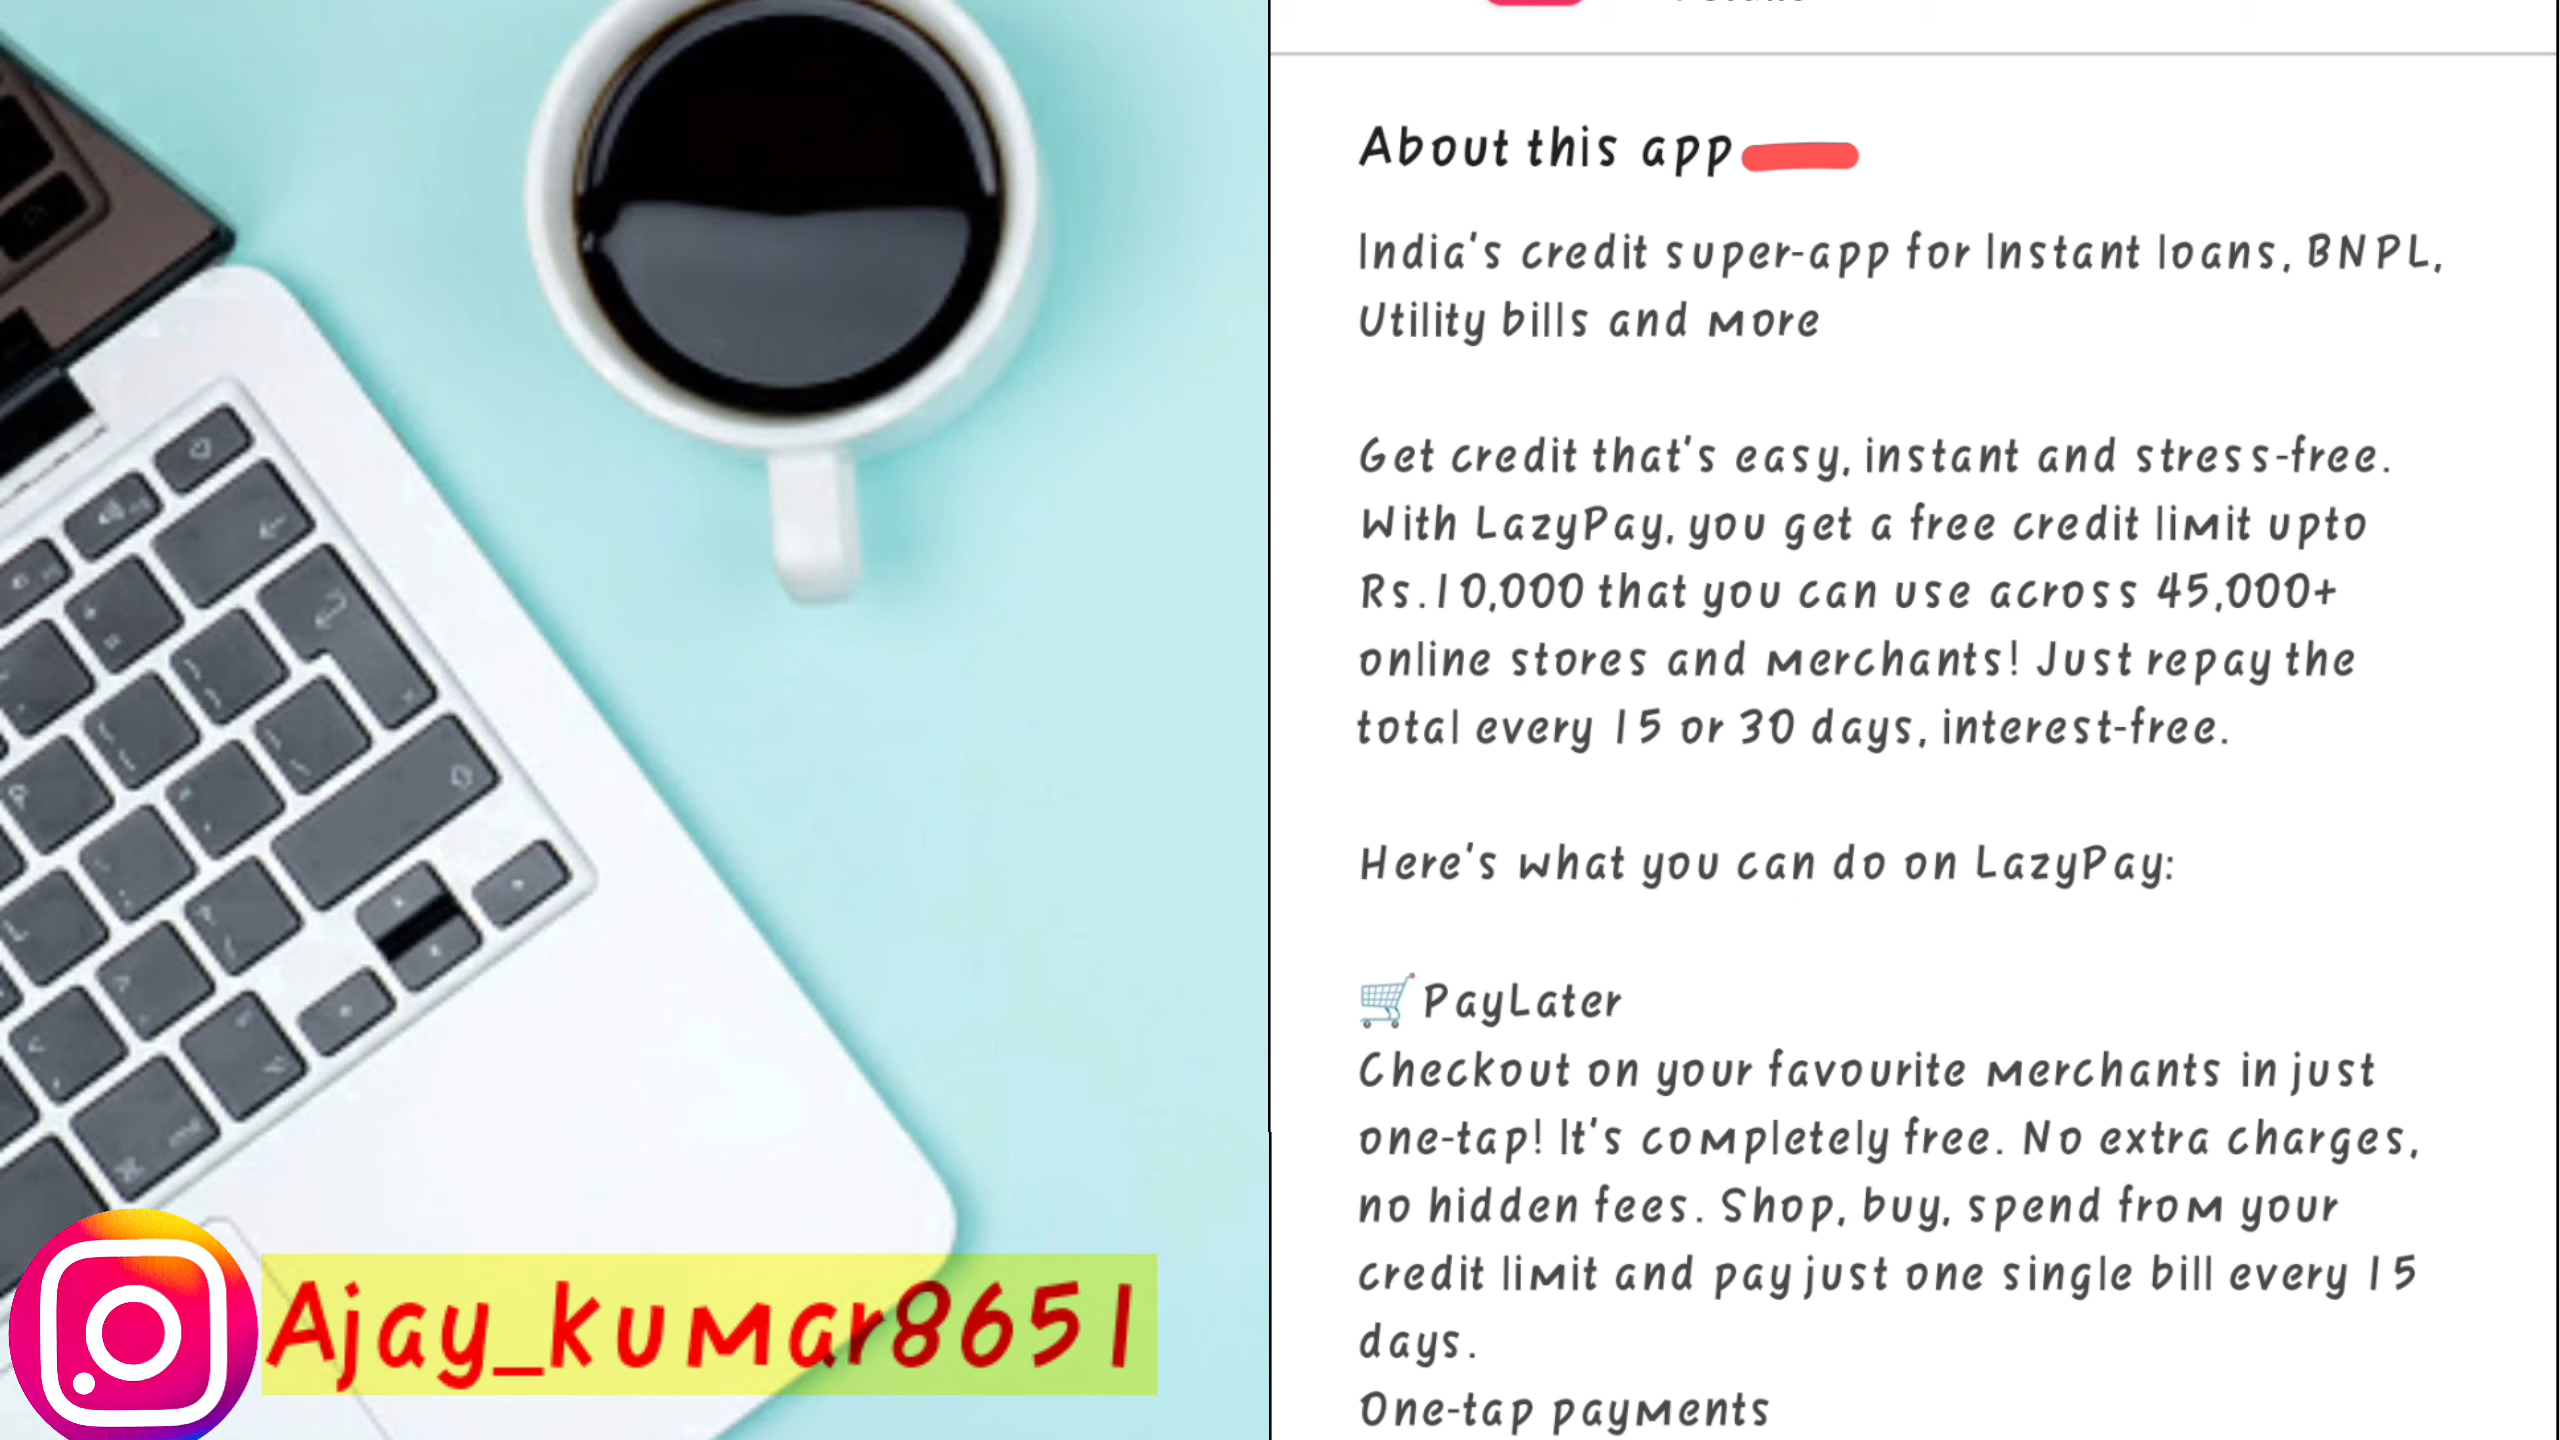 About this app
India's credit super-app for Instant loans, BNPL,
Utility bills and more
Get credit that's easy, instant and stress-free.
With LazyPay, you get a free credit limit upto
Rs.10,000 that you can use across 45,000+
online stores and merchants! Just repay the
total every 15 or 30 days, interest-free.
Here's what you can do on LazyPay:
PayLater
Checkout on your favourite merchants in just
one-tap! It's completely free. No extra charges,
no hidden fees. Shop, buy, spend from your
credit limit and pay just one single bill every 15
days.
One-tap payments
Ajay_kumar8651